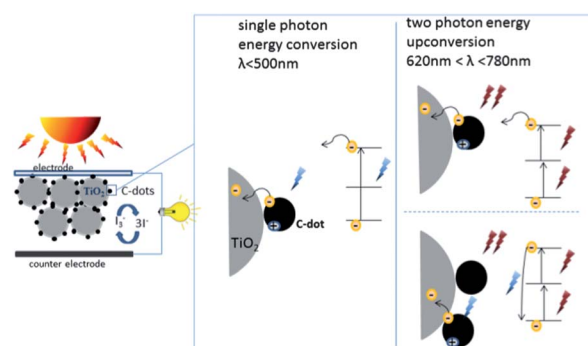 single photon
energy conversion
λ<500nm
two photon energy
upconversion
620nm < λ <780nm
electrode
TiO2
C-dots
I3-
3I-
counter electrode
C-dot
TiO2